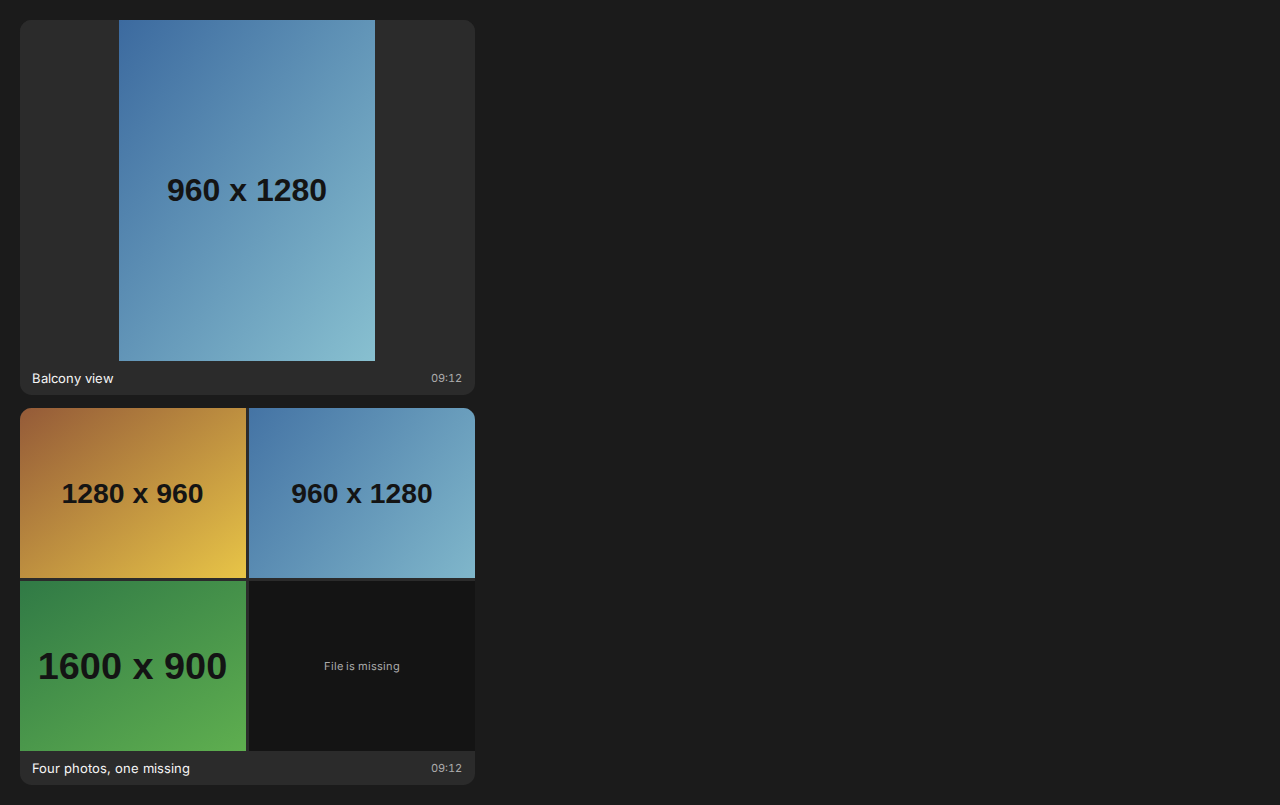 960 x 1280
Balcony view 09:12
1280 x 960 960 x 1280
1600 x 900 File is missing
Four photos, one missing 09:12